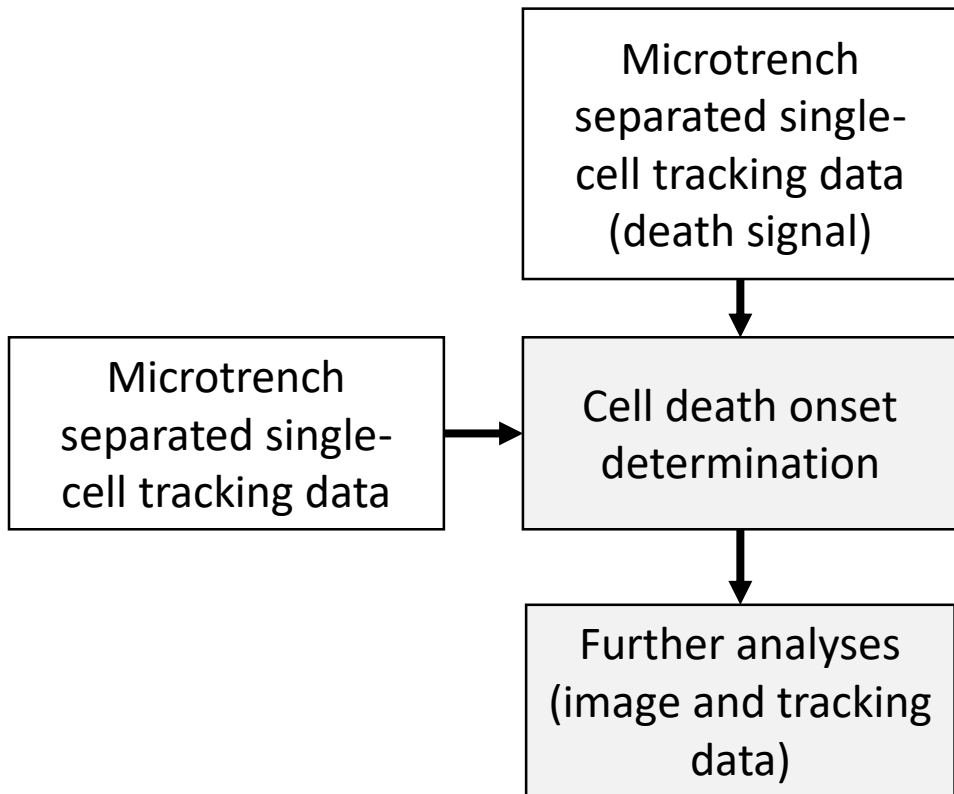 Microtrench
separated single-
cell tracking data
(death signal)
Microtrench
separated single-
cell tracking data
Cell death onset
determination
Further analyses
(image and tracking
data)